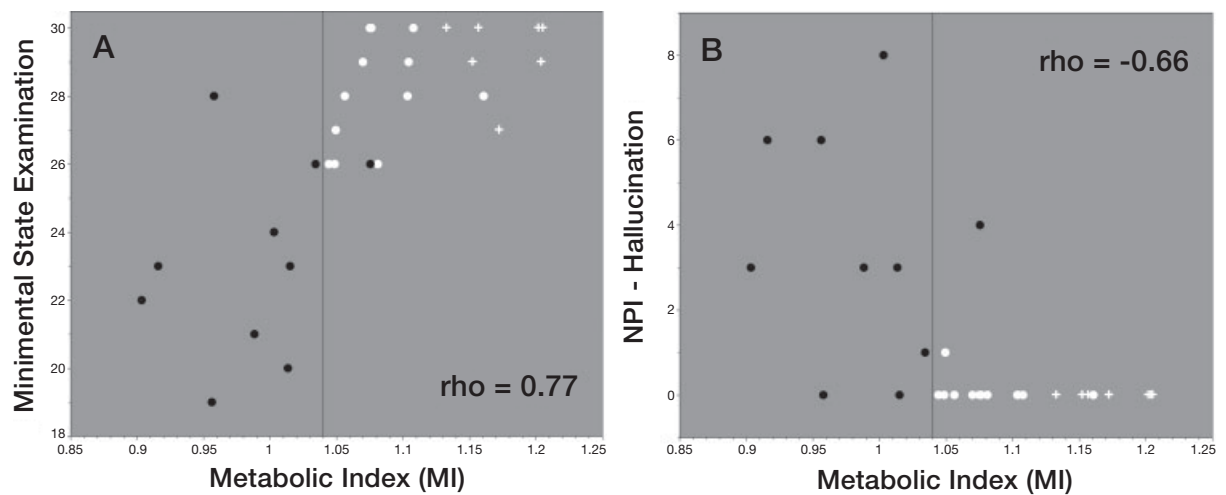 A
Minimental State Examination
30
28
26
24
22
20
18
rho = 0.77
0.85 0.9 0.95 1 1.05 1.1 1.15 1.2 1.25
Metabolic Index (MI)
B
rho = -0.66
NPI - Hallucination
8
6
4
2
0
0.85 0.9 0.95 1 1.05 1.1 1.15 1.2 1.25
Metabolic Index (MI)